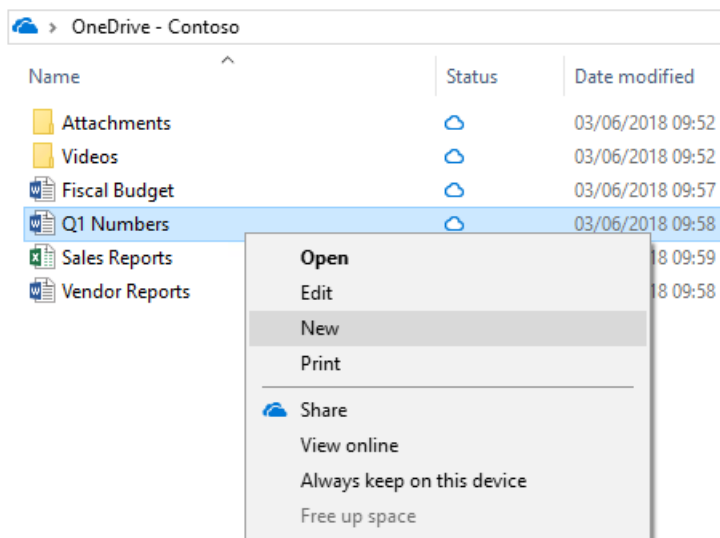 OneDrive - Contoso
Name Status Date modified
Attachments 03/06/2018 09:52
Videos 03/06/2018 09:52
Fiscal Budget 03/06/2018 09:57
Q1 Numbers 03/06/2018 09:58
Sales Reports 18 09:59
Vendor Reports 18 09:58
Open
Edit
New
Print
Share
View online
Always keep on this device
Free up space